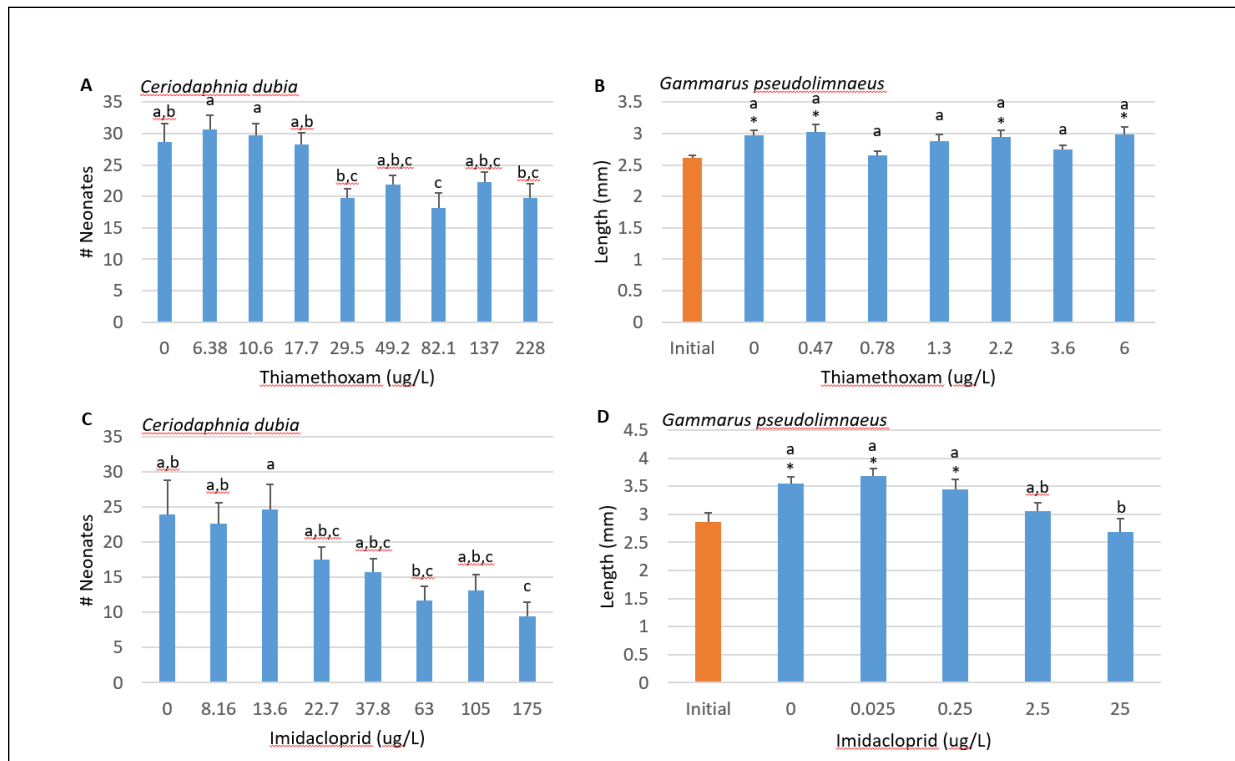 A
Ceriodaphnia dubia
35
30
25
20
15
10
5
0
# Neonates
a,b
a
a
a,b
b,c
a,b,c
c
a,b,c
b,c
0 6.38 10.6 17.7 29.5 49.2 82.1 137 228
Thiamethoxam (ug/L)
B
Gammarus pseudolimnaeus
3.5
3
2.5
2
1.5
1
0.5
0
Length (mm)
a
*
a
*
a
a
a
*
a
a
*
Initial 0 0.47 0.78 1.3 2.2 3.6 6
Thiamethoxam (ug/L)
C
Ceriodaphnia dubia
35
30
25
20
15
10
5
0
# Neonates
a,b
a,b
a
a,b,c
a,b,c
b,c
a,b,c
c
0 8.16 13.6 22.7 37.8 63 105 175
Imidacloprid (ug/L)
D
Gammarus pseudolimnaeus
4.5
4
3.5
3
2.5
2
1.5
1
0.5
0
Length (mm)
a
*
a
*
a
*
a,b
b
Initial 0 0.025 0.25 2.5 25
Imidacloprid (ug/L)